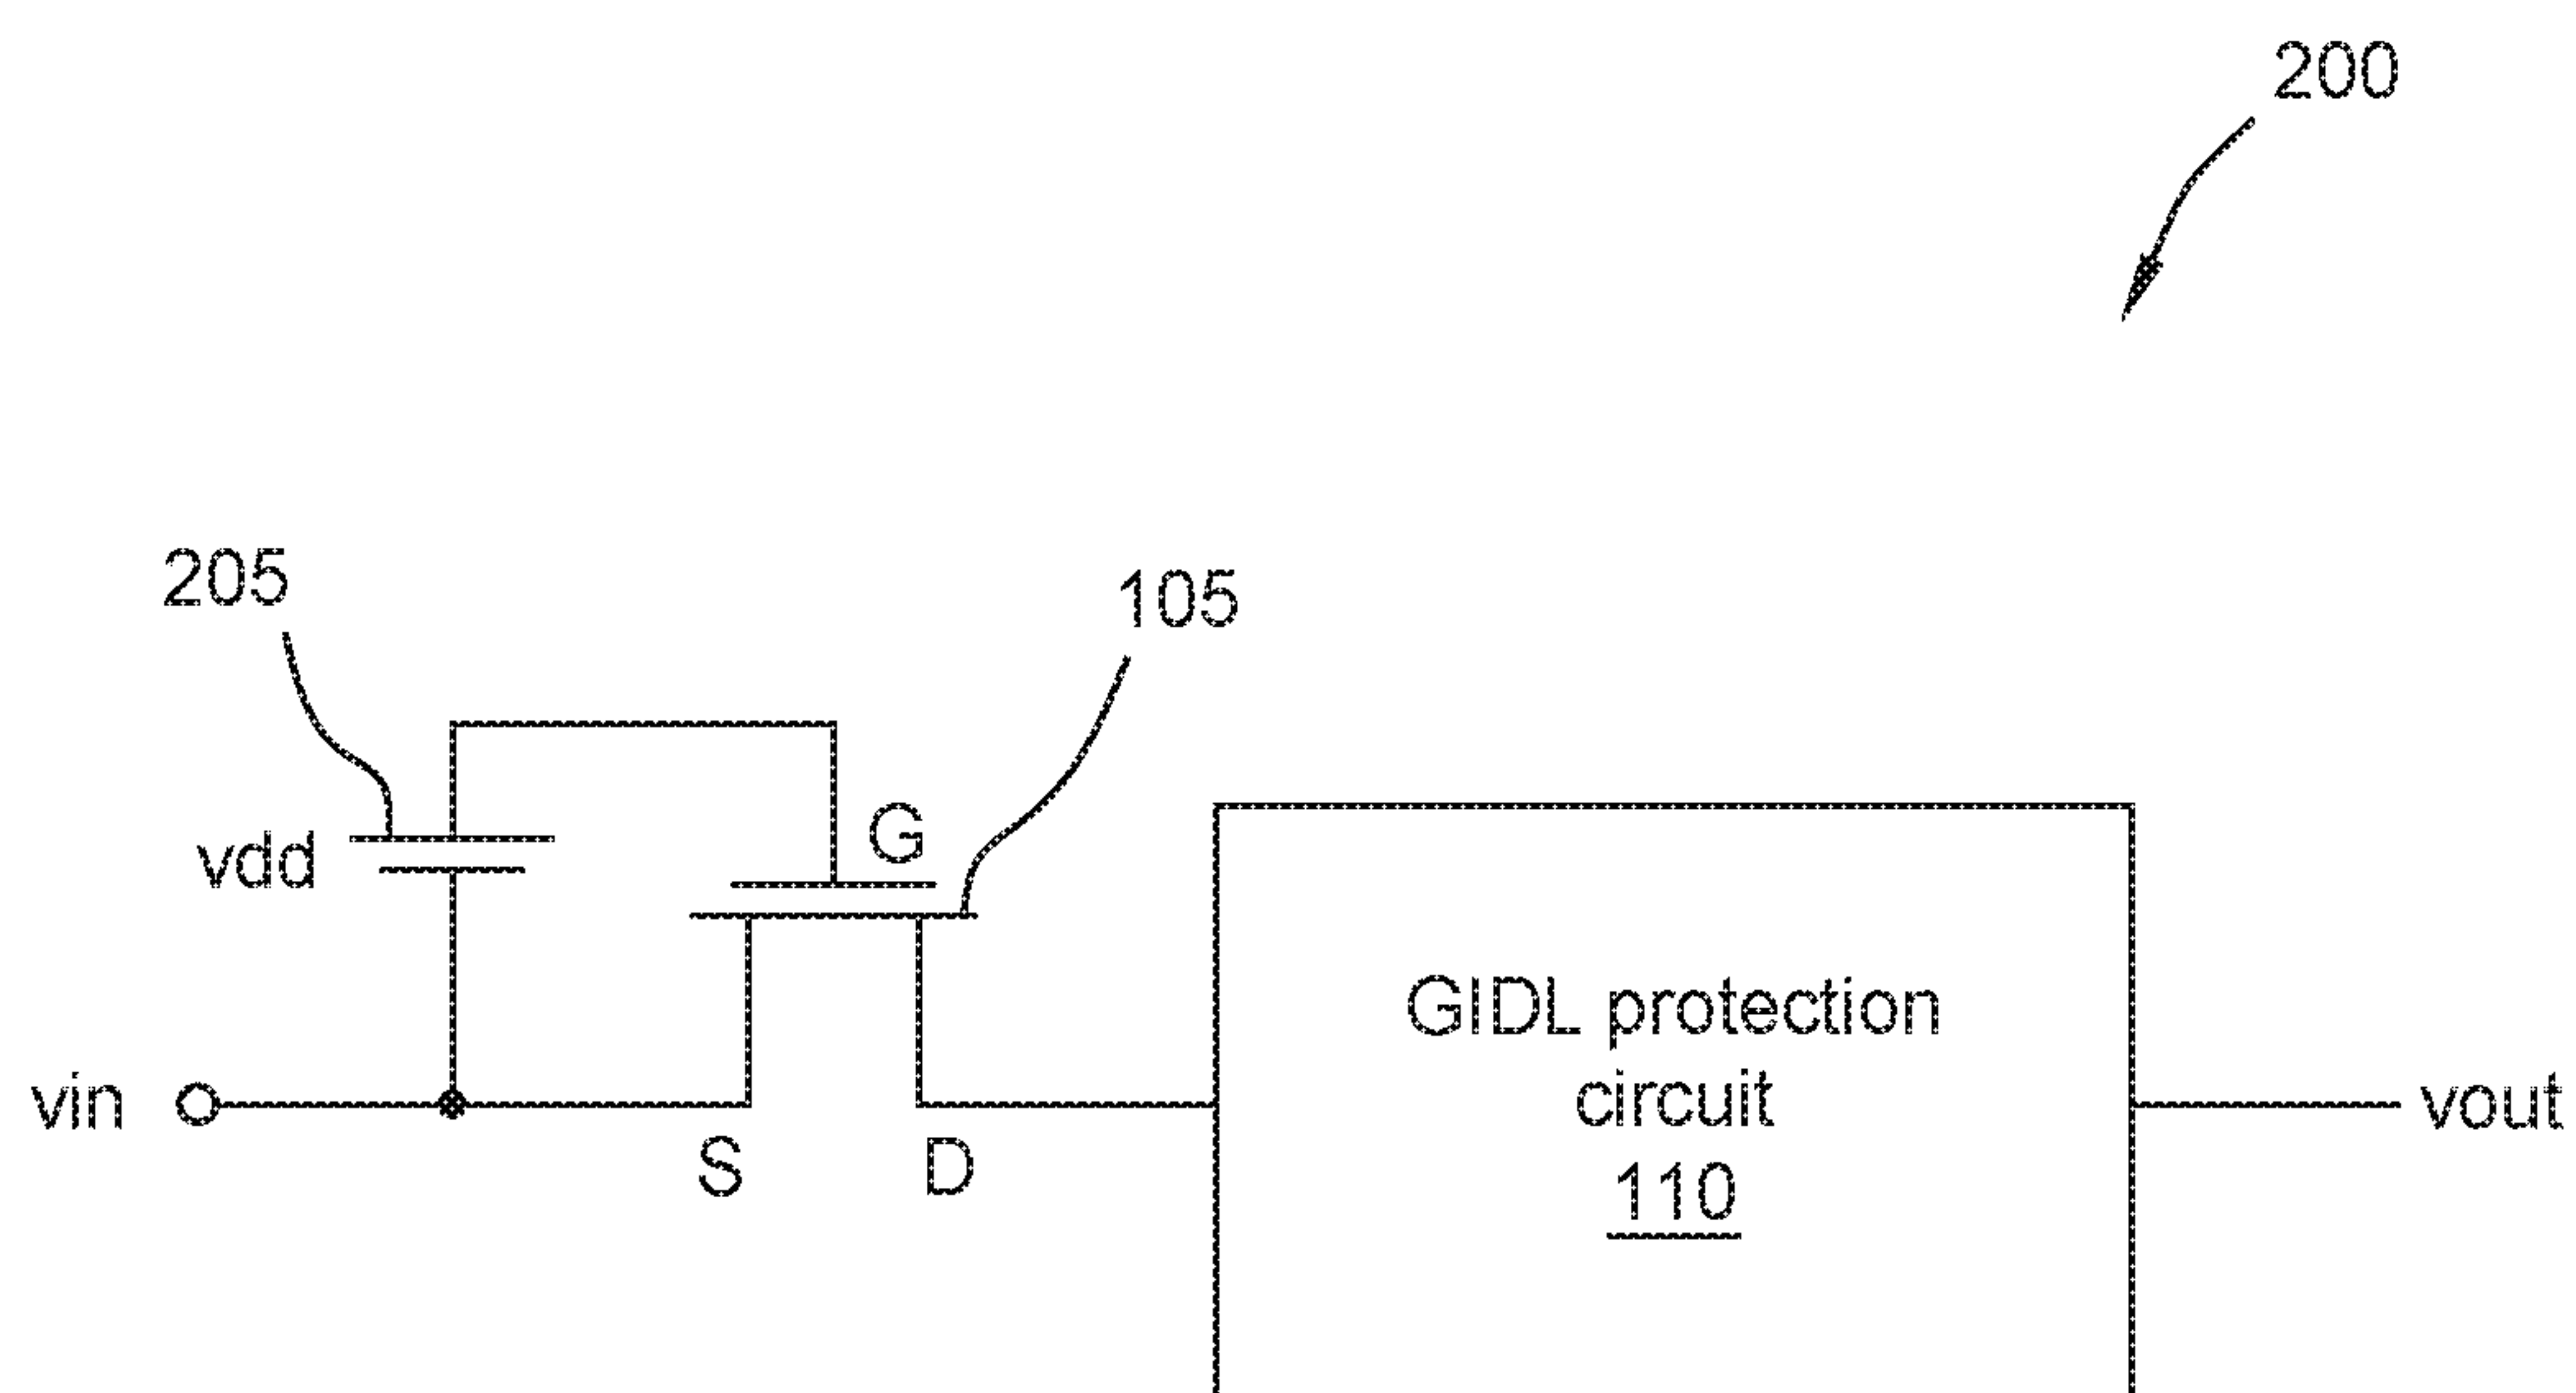 200
205
105
vdd
G
GIDL protection
circuit
110
vin
vout
S
D